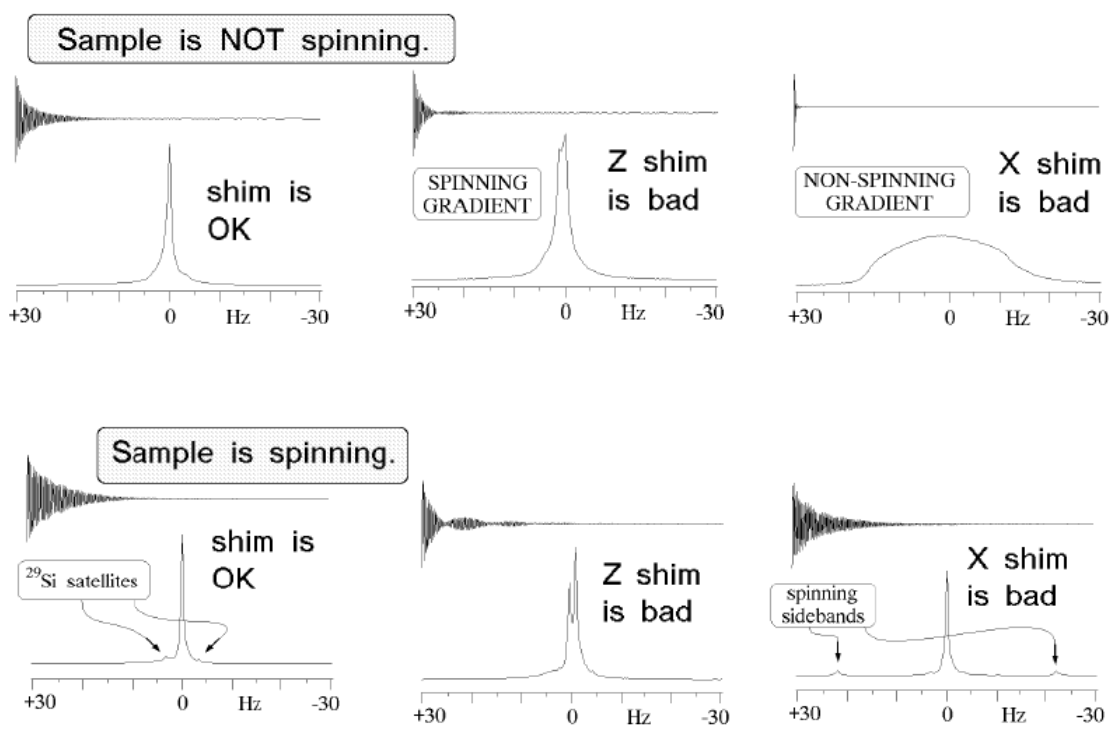 Sample is NOT spinning.
shim is
OK
+30
0
Hz
-30
SPINNING
GRADIENT
Z shim
is bad
+30
0
Hz
-30
NON-SPINNING
GRADIENT
X shim
is bad
+30
0
Hz
-30
Sample is spinning.
shim is
OK
²⁹Si satellites
+30
0
Hz
-30
Z shim
is bad
+30
0
Hz
-30
X shim
is bad
spinning
sidebands
+30
0
Hz
-30